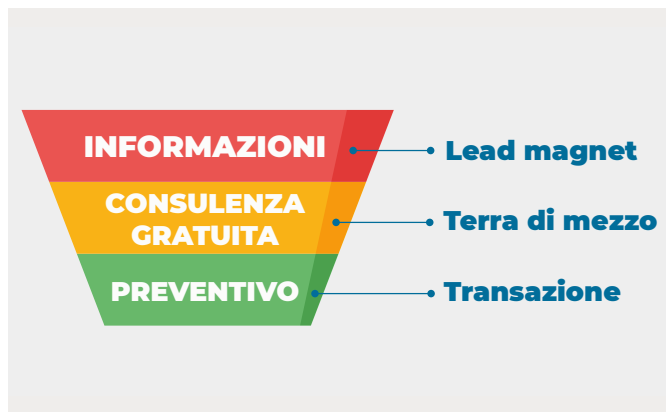 INFORMAZIONI
Lead magnet
CONSULENZA
GRATUITA
Terra di mezzo
PREVENTIVO
Transazione